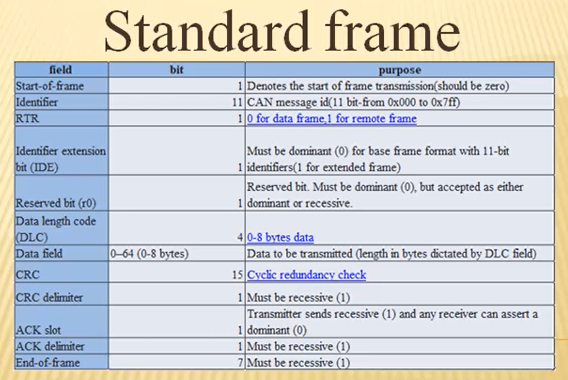 Standard frame
field bit purpose
Start-of-frame 1 Denotes the start of frame transmission(should be zero)
Identifier 11 CAN message id(11 bit-from 0x000 to 0x7ff)
RTR 1 0 for data frame,1 for remote frame
Identifier extension
bit (IDE) 1 Must be dominant (0) for base frame format with 11-bit
identifiers(1 for extended frame)
Reserved bit (r0) 1 Reserved bit. Must be dominant (0), but accepted as either
dominant or recessive.
Data length code
(DLC) 4 0-8 bytes data
Data field 0–64 (0-8 bytes) Data to be transmitted (length in bytes dictated by DLC field)
CRC 15 Cyclic redundancy check
CRC delimiter 1 Must be recessive (1)
ACK slot 1 Transmitter sends recessive (1) and any receiver can assert a
dominant (0)
ACK delimiter 1 Must be recessive (1)
End-of-frame 7 Must be recessive (1)